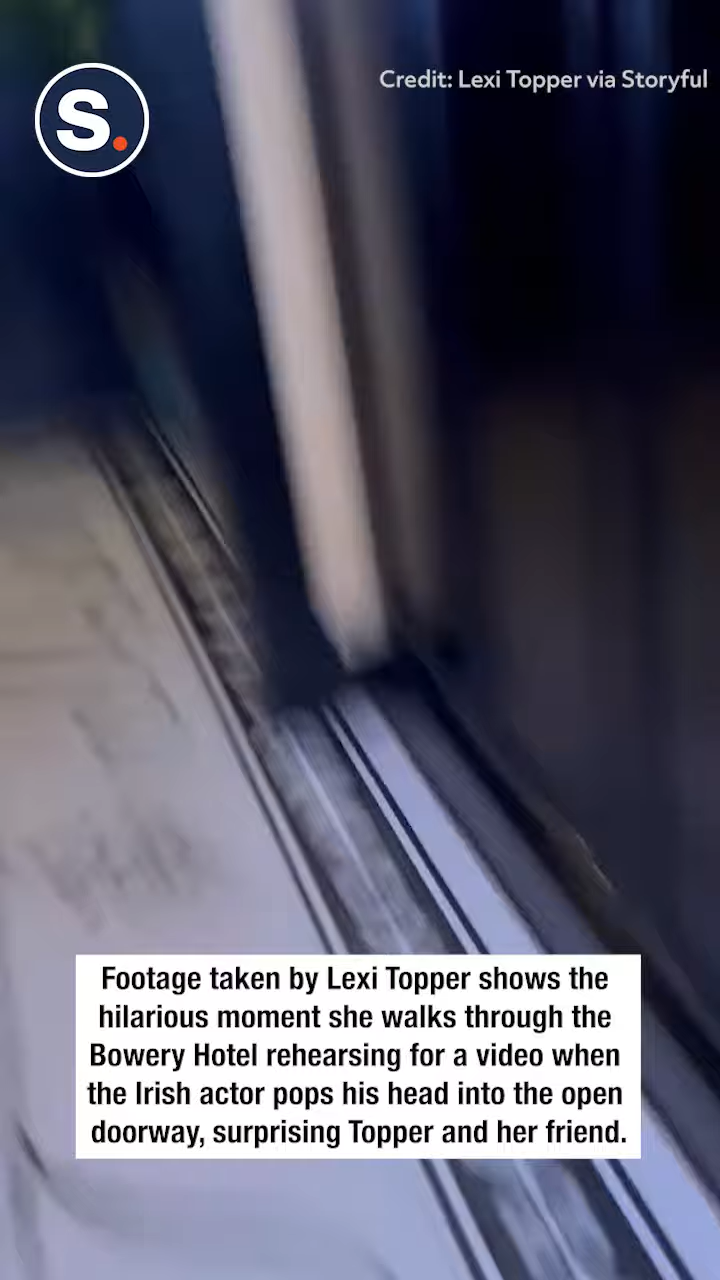 S.
Credit: Lexi Topper via Storyful
Footage taken by Lexi Topper shows the
hilarious moment she walks through the
Bowery Hotel rehearsing for a video when
the Irish actor pops his head into the open
doorway, surprising Topper and her friend.